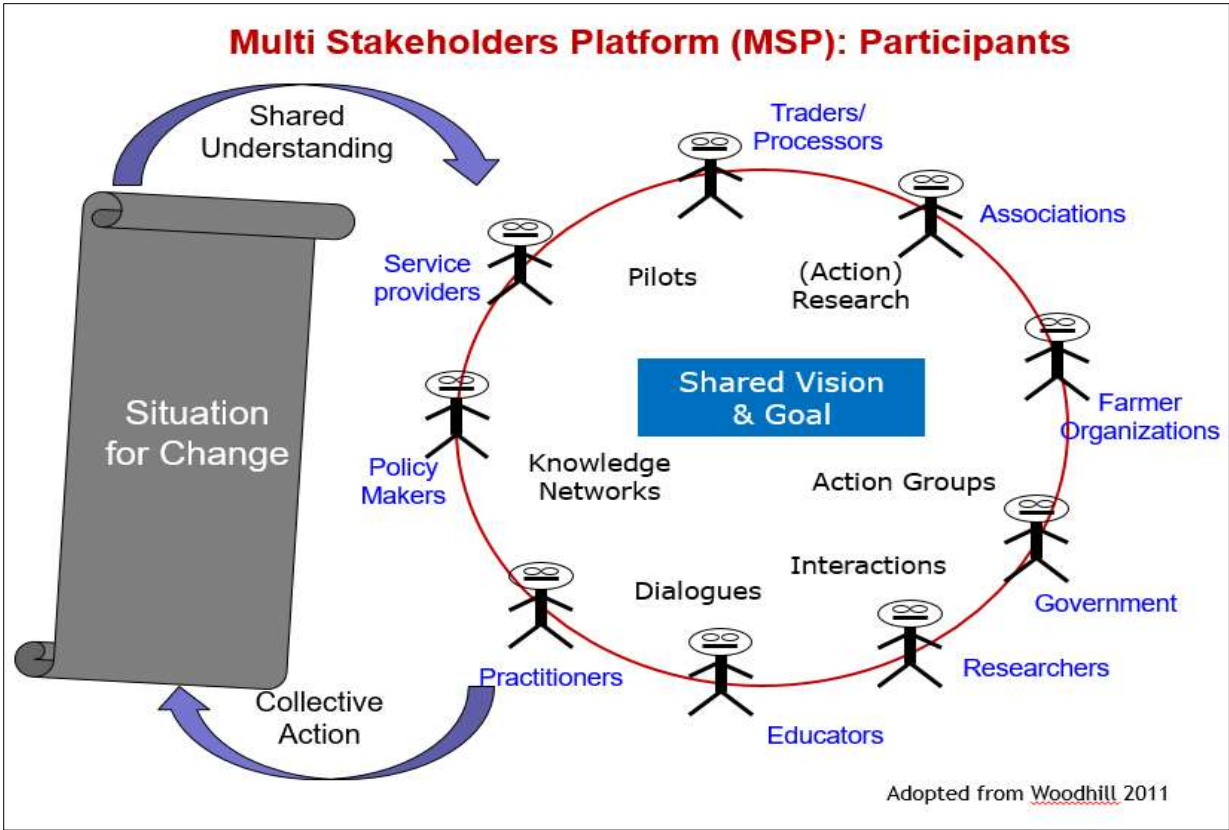 Multi Stakeholders Platform (MSP): Participants
Shared
Understanding
Traders/
Processors
Associations
Service
providers
Pilots
(Action)
Research
Situation
for Change
Shared Vision
& Goal
Farmer
Organizations
Policy
Makers
Knowledge
Networks
Action Groups
Interactions
Dialogues
Government
Practitioners
Researchers
Collective
Action
Educators
Adopted from Woodhill 2011